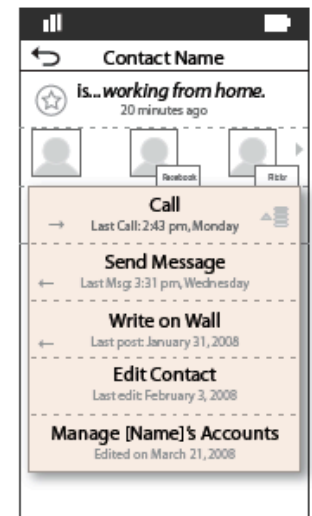 Contact Name
is...working from home.
20 minutes ago
Facebook
Flickr
Call
Last Call: 2:43 pm, Monday
Send Message
Last Msg: 3:31 pm, Wednesday
Write on Wall
Last post: January 31, 2008
Edit Contact
Last edit: February 3, 2008
Manage [Name]'s Accounts
Edited on March 21, 2008